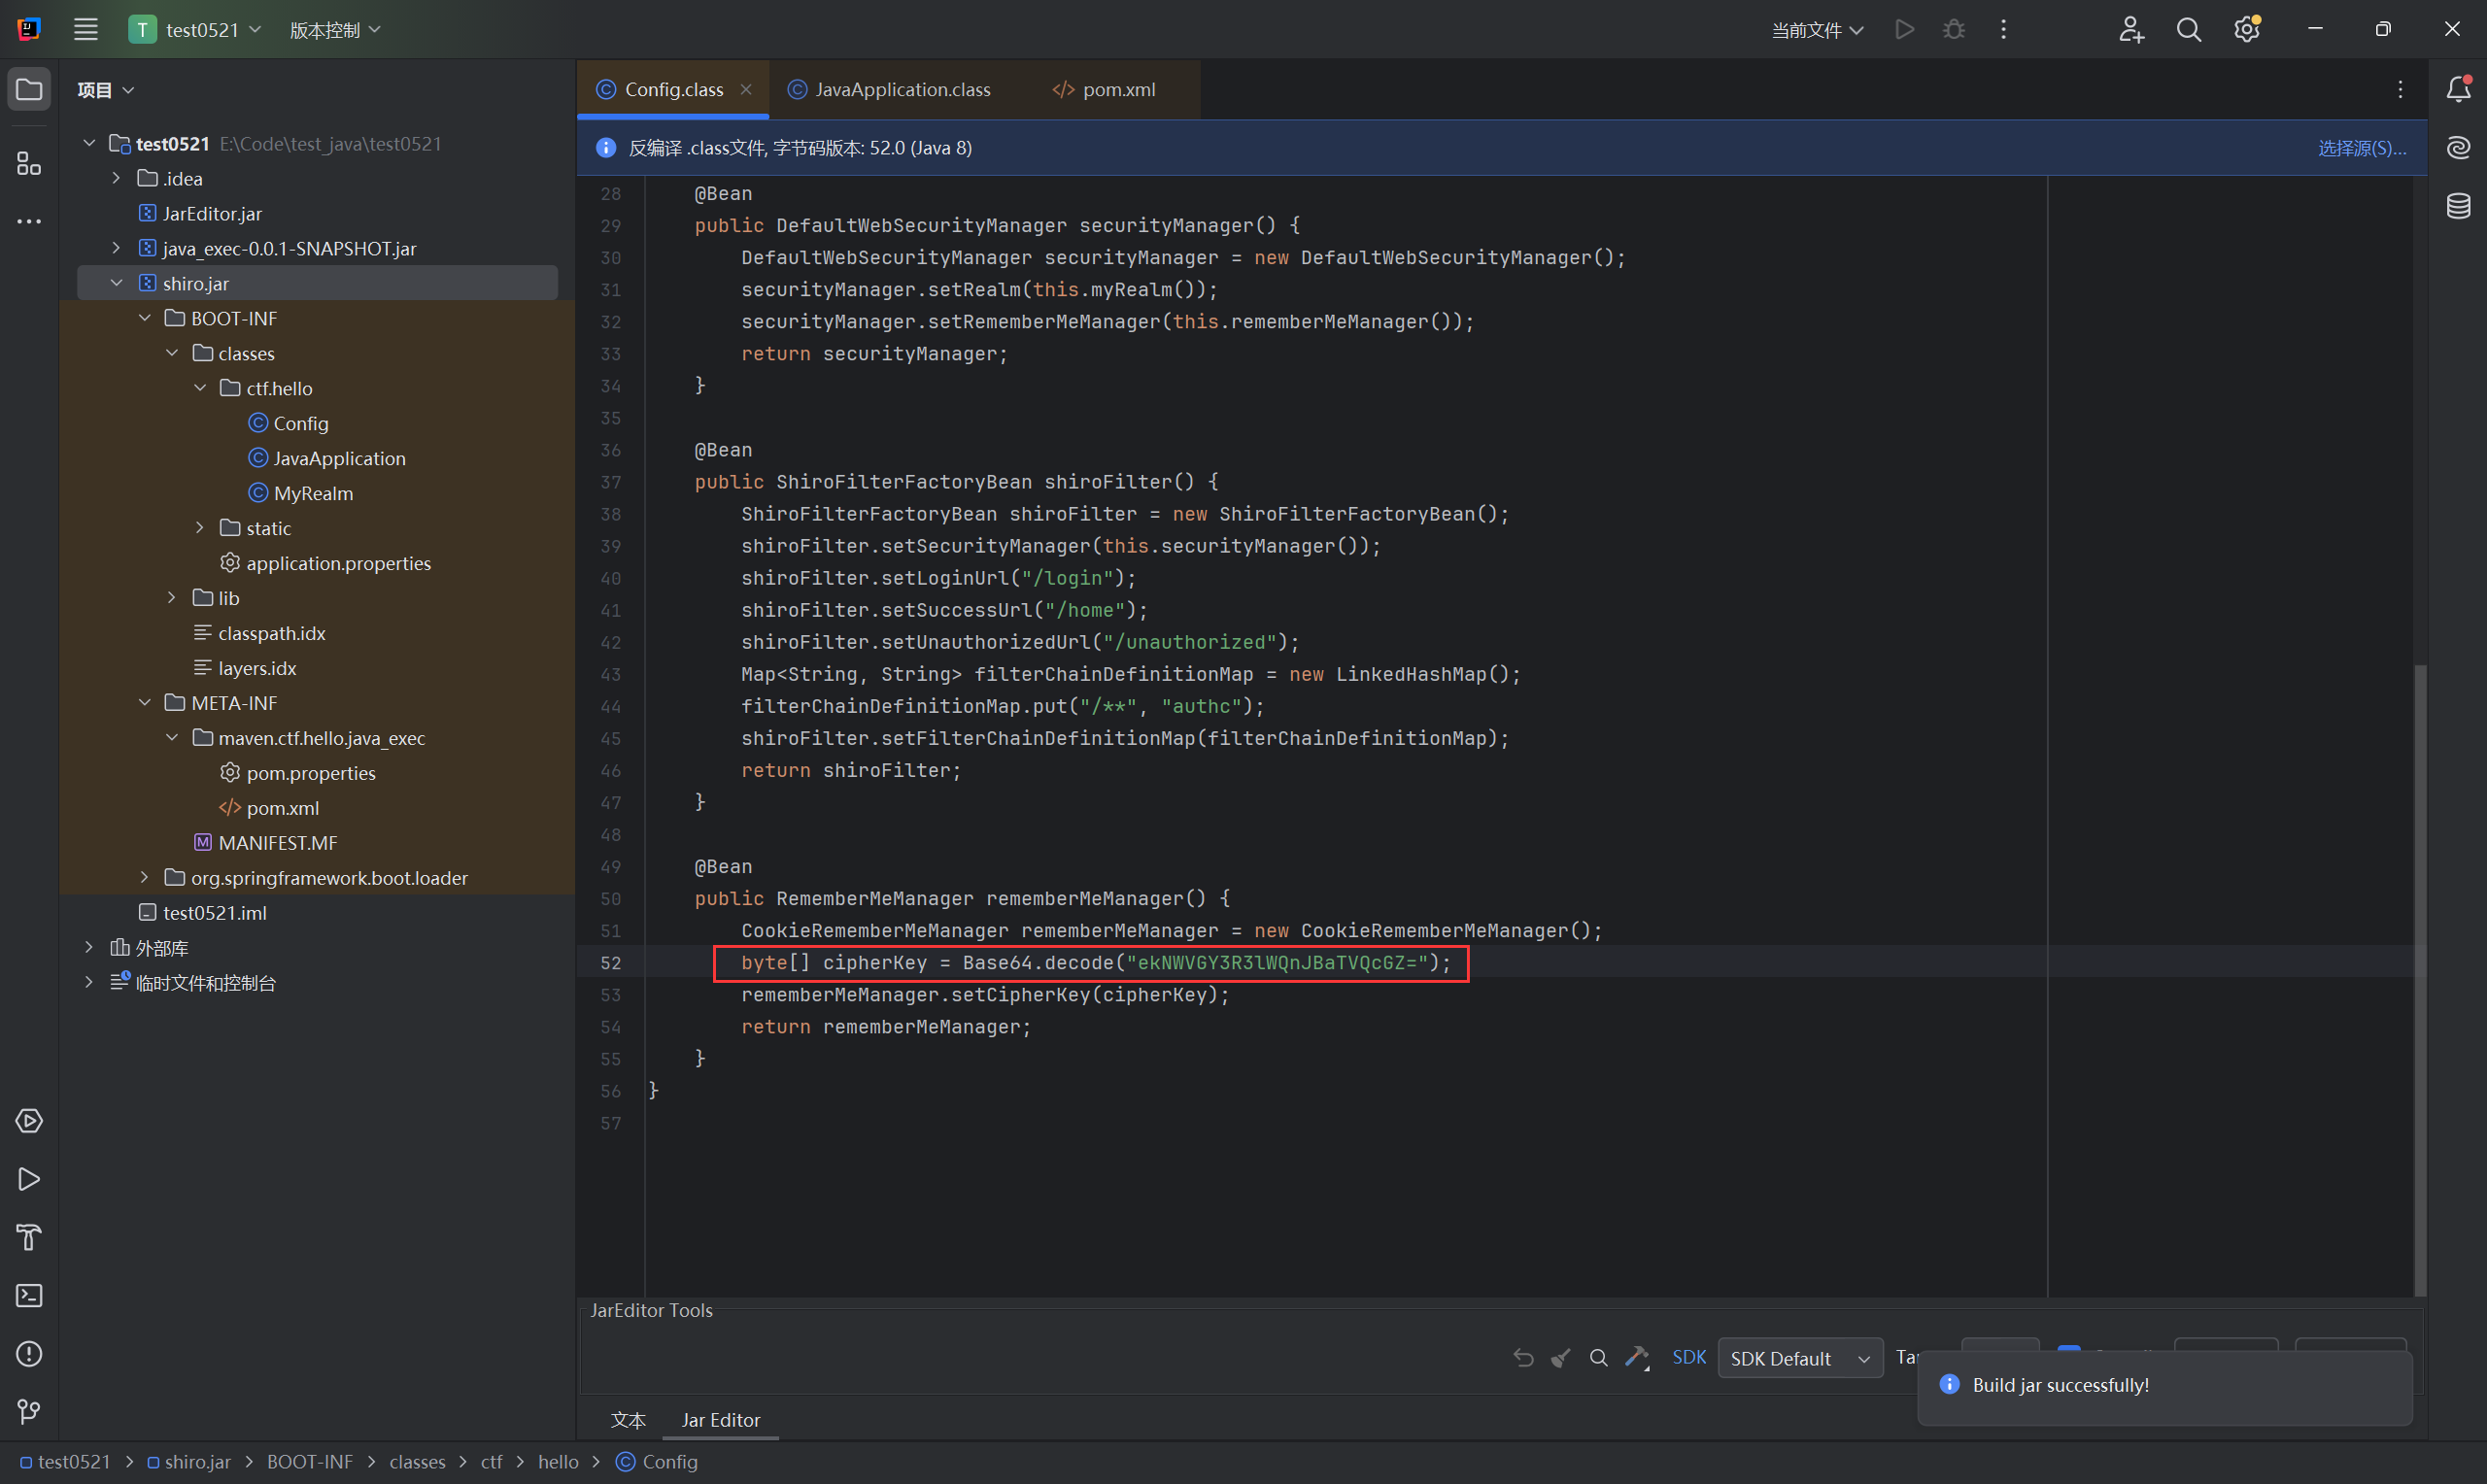 T test0521 版本控制 当前文件
项目
Config.class JavaApplication.class pom.xml
反编译 .class文件, 字节码版本: 52.0 (Java 8) 选择源(S)...
test0521 E:\Code\test_java\test0521
.idea
JarEditor.jar
java_exec-0.0.1-SNAPSHOT.jar
shiro.jar
BOOT-INF
classes
ctf.hello
Config
JavaApplication
MyRealm
static
application.properties
lib
classpath.idx
layers.idx
META-INF
maven.ctf.hello.java_exec
pom.properties
pom.xml
MANIFEST.MF
org.springframework.boot.loader
test0521.iml
外部库
临时文件和控制台
28 @Bean
29 public DefaultWebSecurityManager securityManager() {
30 DefaultWebSecurityManager securityManager = new DefaultWebSecurityManager();
31 securityManager.setRealm(this.myRealm());
32 securityManager.setRememberMeManager(this.rememberMeManager());
33 return securityManager;
34 }
35
36 @Bean
37 public ShiroFilterFactoryBean shiroFilter() {
38 ShiroFilterFactoryBean shiroFilter = new ShiroFilterFactoryBean();
39 shiroFilter.setSecurityManager(this.securityManager());
40 shiroFilter.setLoginUrl("/login");
41 shiroFilter.setSuccessUrl("/home");
42 shiroFilter.setUnauthorizedUrl("/unauthorized");
43 Map<String, String> filterChainDefinitionMap = new LinkedHashMap();
44 filterChainDefinitionMap.put("/**", "authc");
45 shiroFilter.setFilterChainDefinitionMap(filterChainDefinitionMap);
46 return shiroFilter;
47 }
48
49 @Bean
50 public RememberMeManager rememberMeManager() {
51 CookieRememberMeManager rememberMeManager = new CookieRememberMeManager();
52 byte[] cipherKey = Base64.decode("ekNWVGY3R3lWQnJBaTVQcGZ=");
53 rememberMeManager.setCipherKey(cipherKey);
54 return rememberMeManager;
55 }
56 }
57
JarEditor Tools
SDK SDK Default Tar
Build jar successfully!
文本 Jar Editor
test0521 > shiro.jar > BOOT-INF > classes > ctf > hello > Config